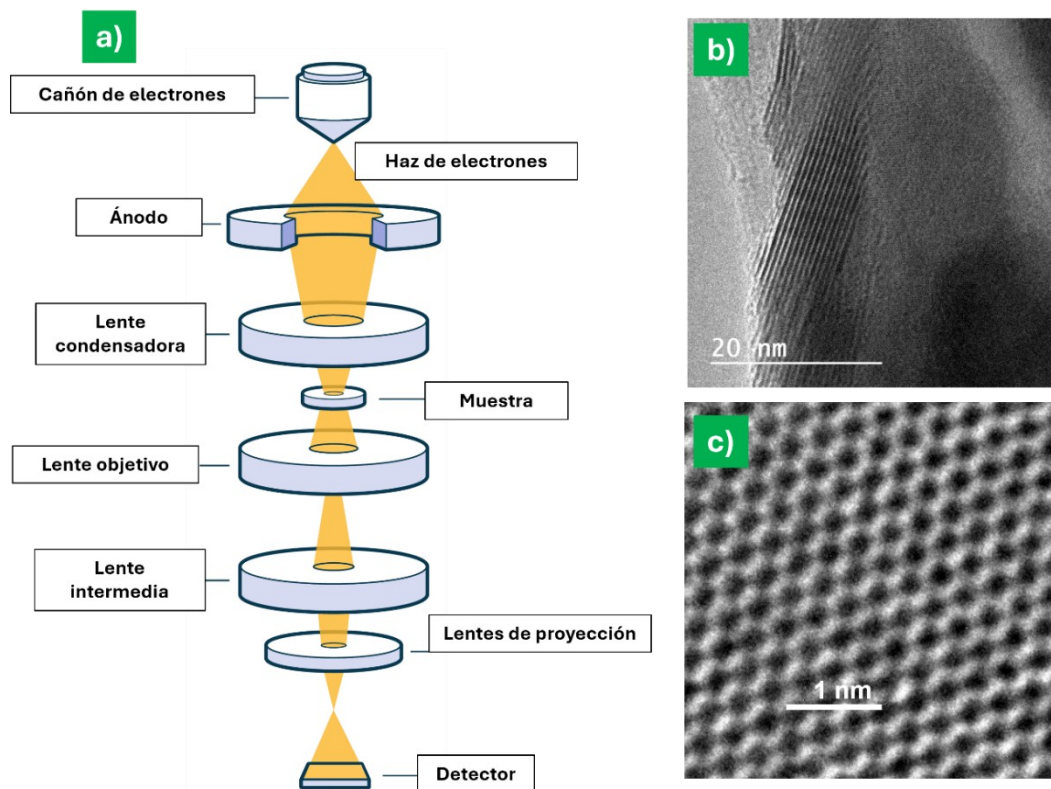 a)
Cañón de electrones
Haz de electrones
Ánodo
Lente
condensadora
Muestra
Lente objetivo
Lente
intermedia
Lentes de proyección
Detector
b)
20 nm
c)
1 nm